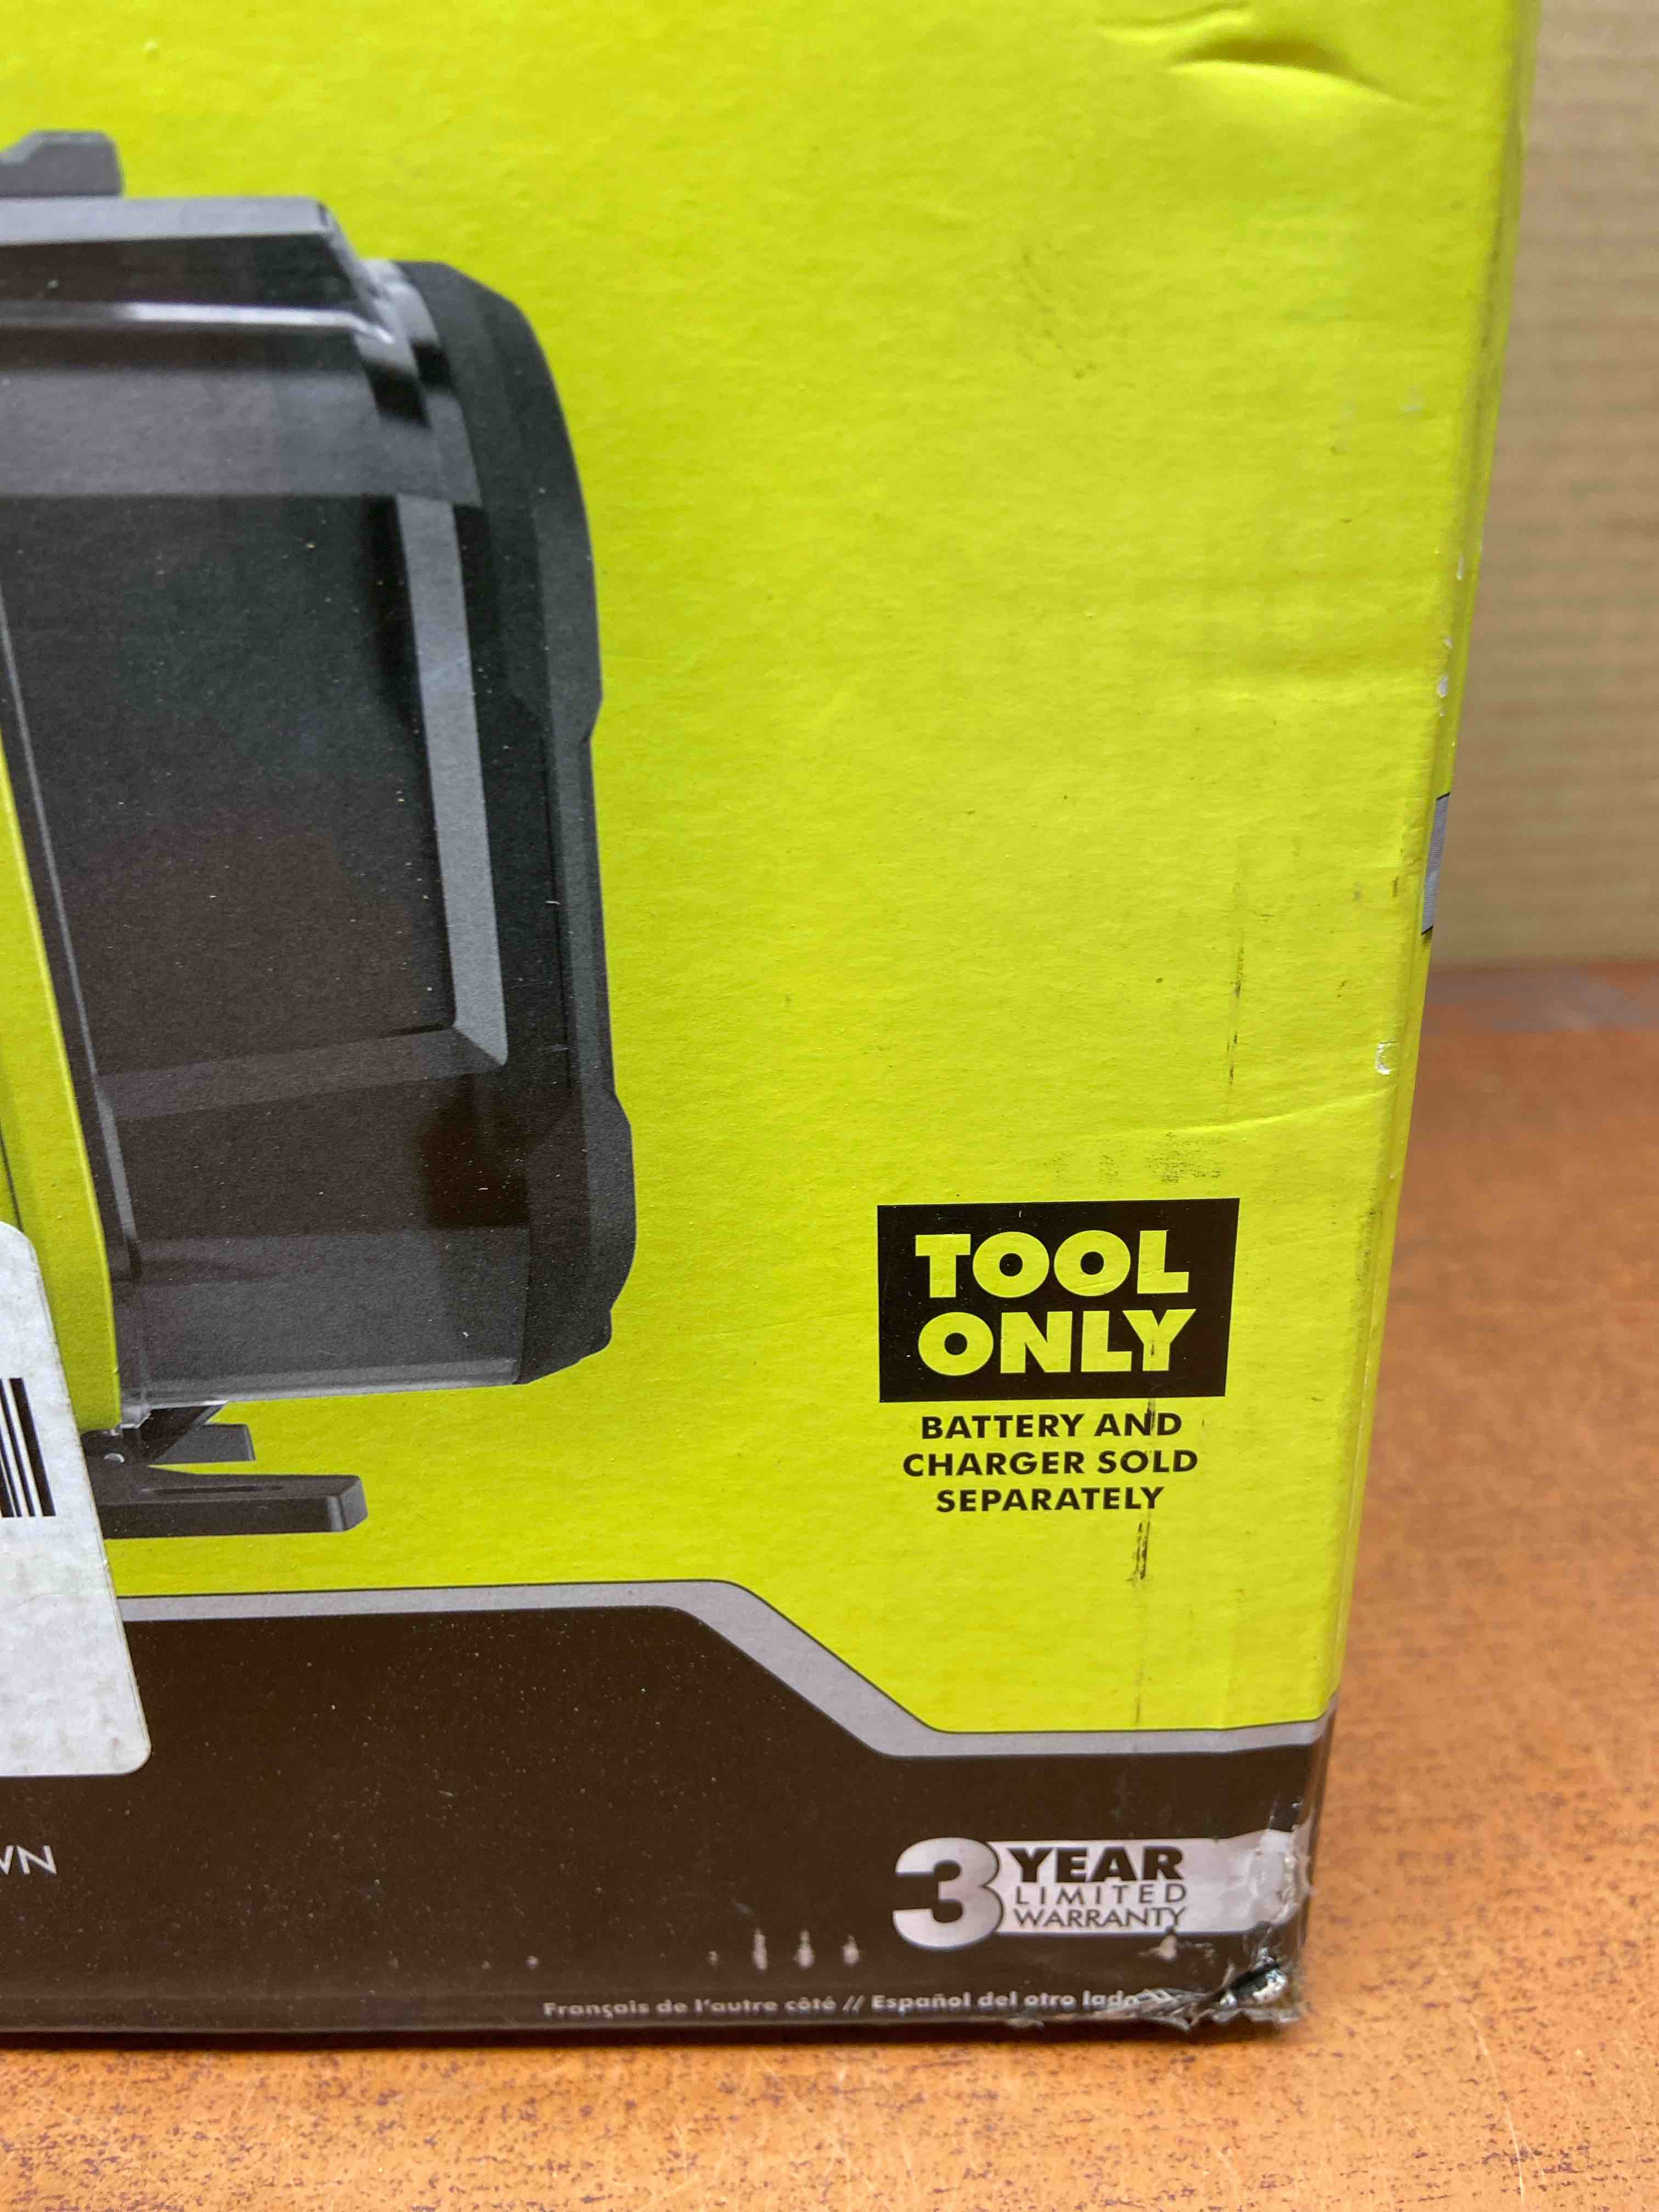 TOOL
ONLY
BATTERY AND
CHARGER SOLD
SEPARATELY
3 YEAR
LIMITED
WARRANTY
Français de l'autre côté // Español del otro lado